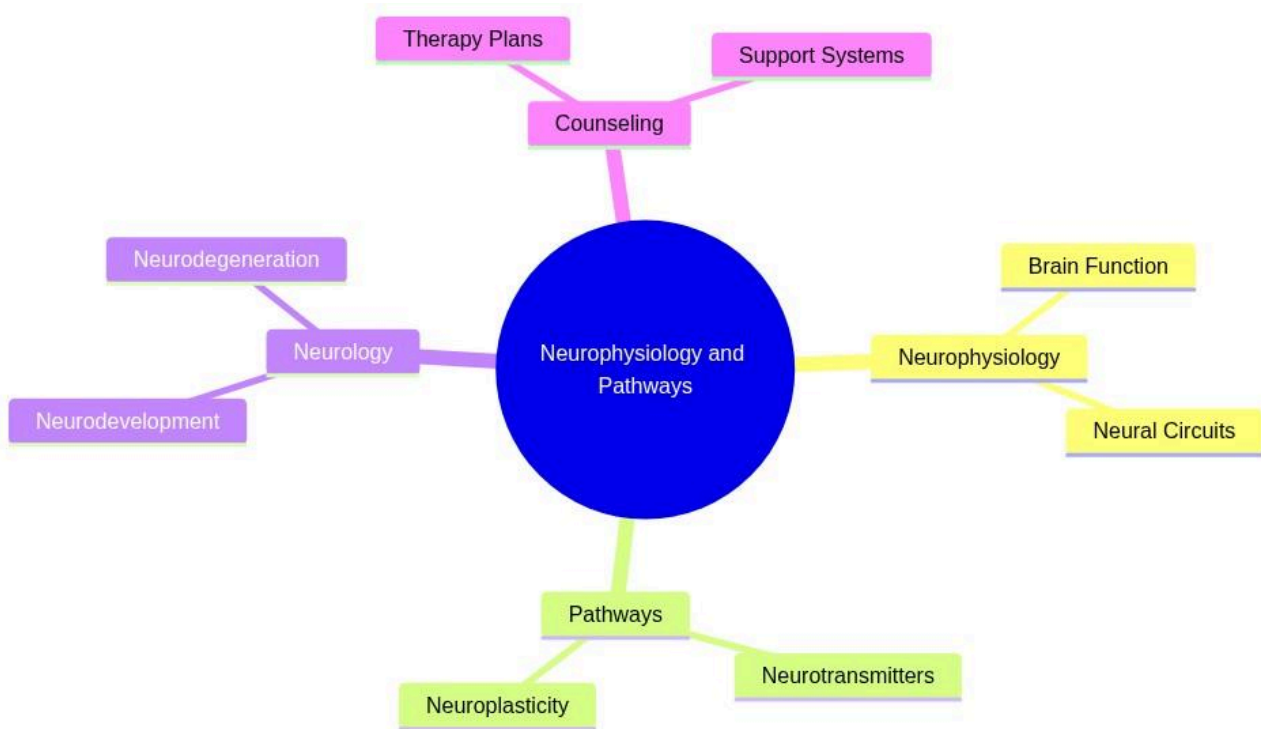 Therapy Plans
Support Systems
Counseling
Neurodegeneration
Brain Function
Neurology
Neurophysiology and
Pathways
Neurophysiology
Neurodevelopment
Neural Circuits
Pathways
Neurotransmitters
Neuroplasticity